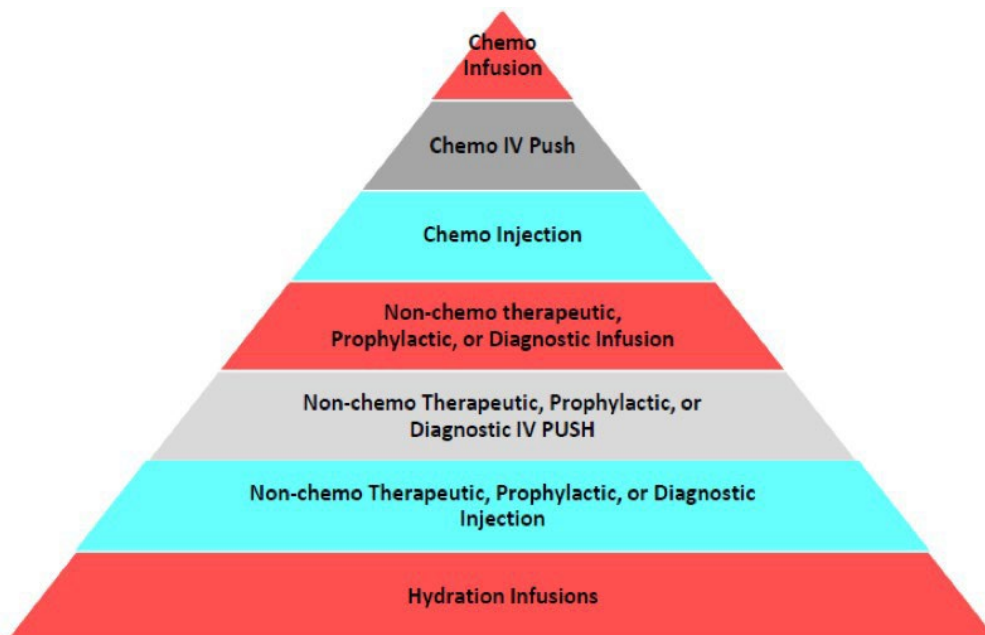 Chemo
Infusion
Chemo IV Push
Chemo Injection
Non-chemo therapeutic,
Prophylactic, or Diagnostic Infusion
Non-chemo Therapeutic, Prophylactic, or
Diagnostic IV PUSH
Non-chemo Therapeutic, Prophylactic, or Diagnostic
Injection
Hydration Infusions